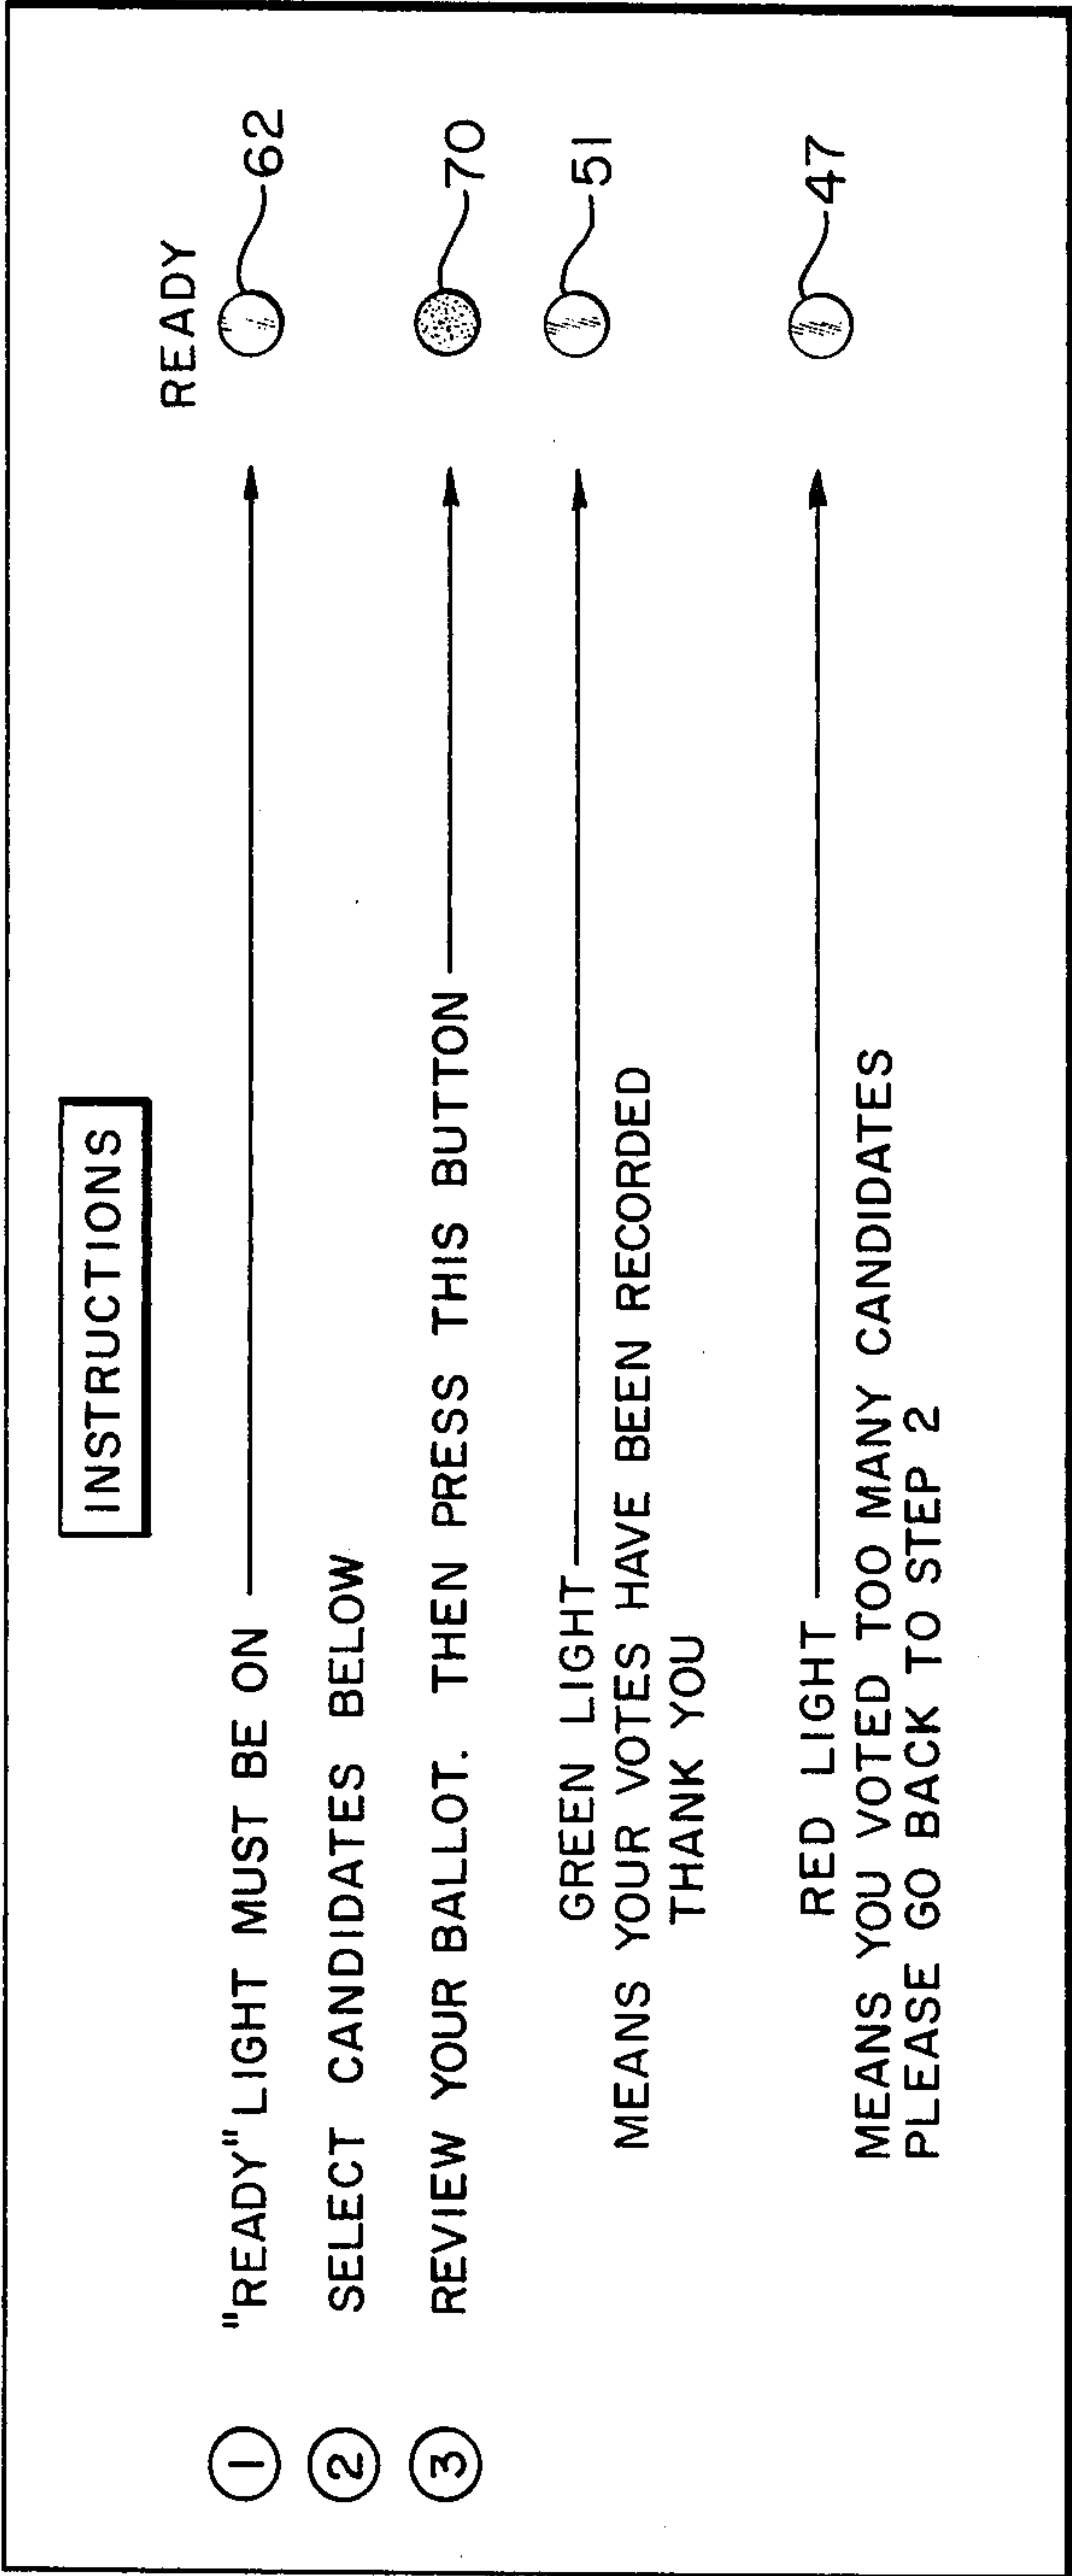 INSTRUCTIONS
READY
① "READY" LIGHT MUST BE ON 62
② SELECT CANDIDATES BELOW
③ REVIEW YOUR BALLOT. THEN PRESS THIS BUTTON 70
GREEN LIGHT 51
MEANS YOUR VOTES HAVE BEEN RECORDED
THANK YOU
RED LIGHT 47
MEANS YOU VOTED TOO MANY CANDIDATES
PLEASE GO BACK TO STEP 2